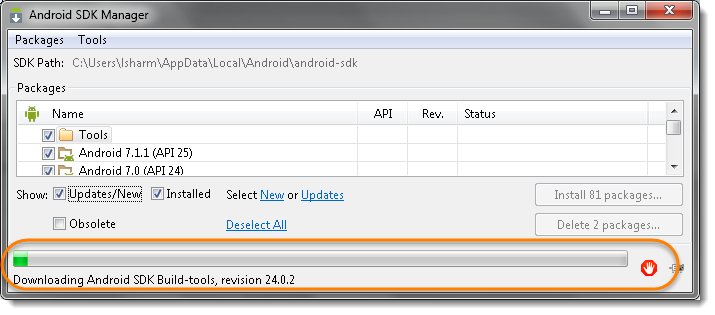 Android SDK Manager
Packages Tools
SDK Path: C:\Users\lsharm\AppData\Local\Android\android-sdk
Packages
Name API Rev. Status
Tools
Android 7.1.1 (API 25)
Android 7.0 (API 24)
Show: Updates/New Installed Select New or Updates Install 81 packages...
Obsolete Deselect All Delete 2 packages...
Downloading Android SDK Build-tools, revision 24.0.2